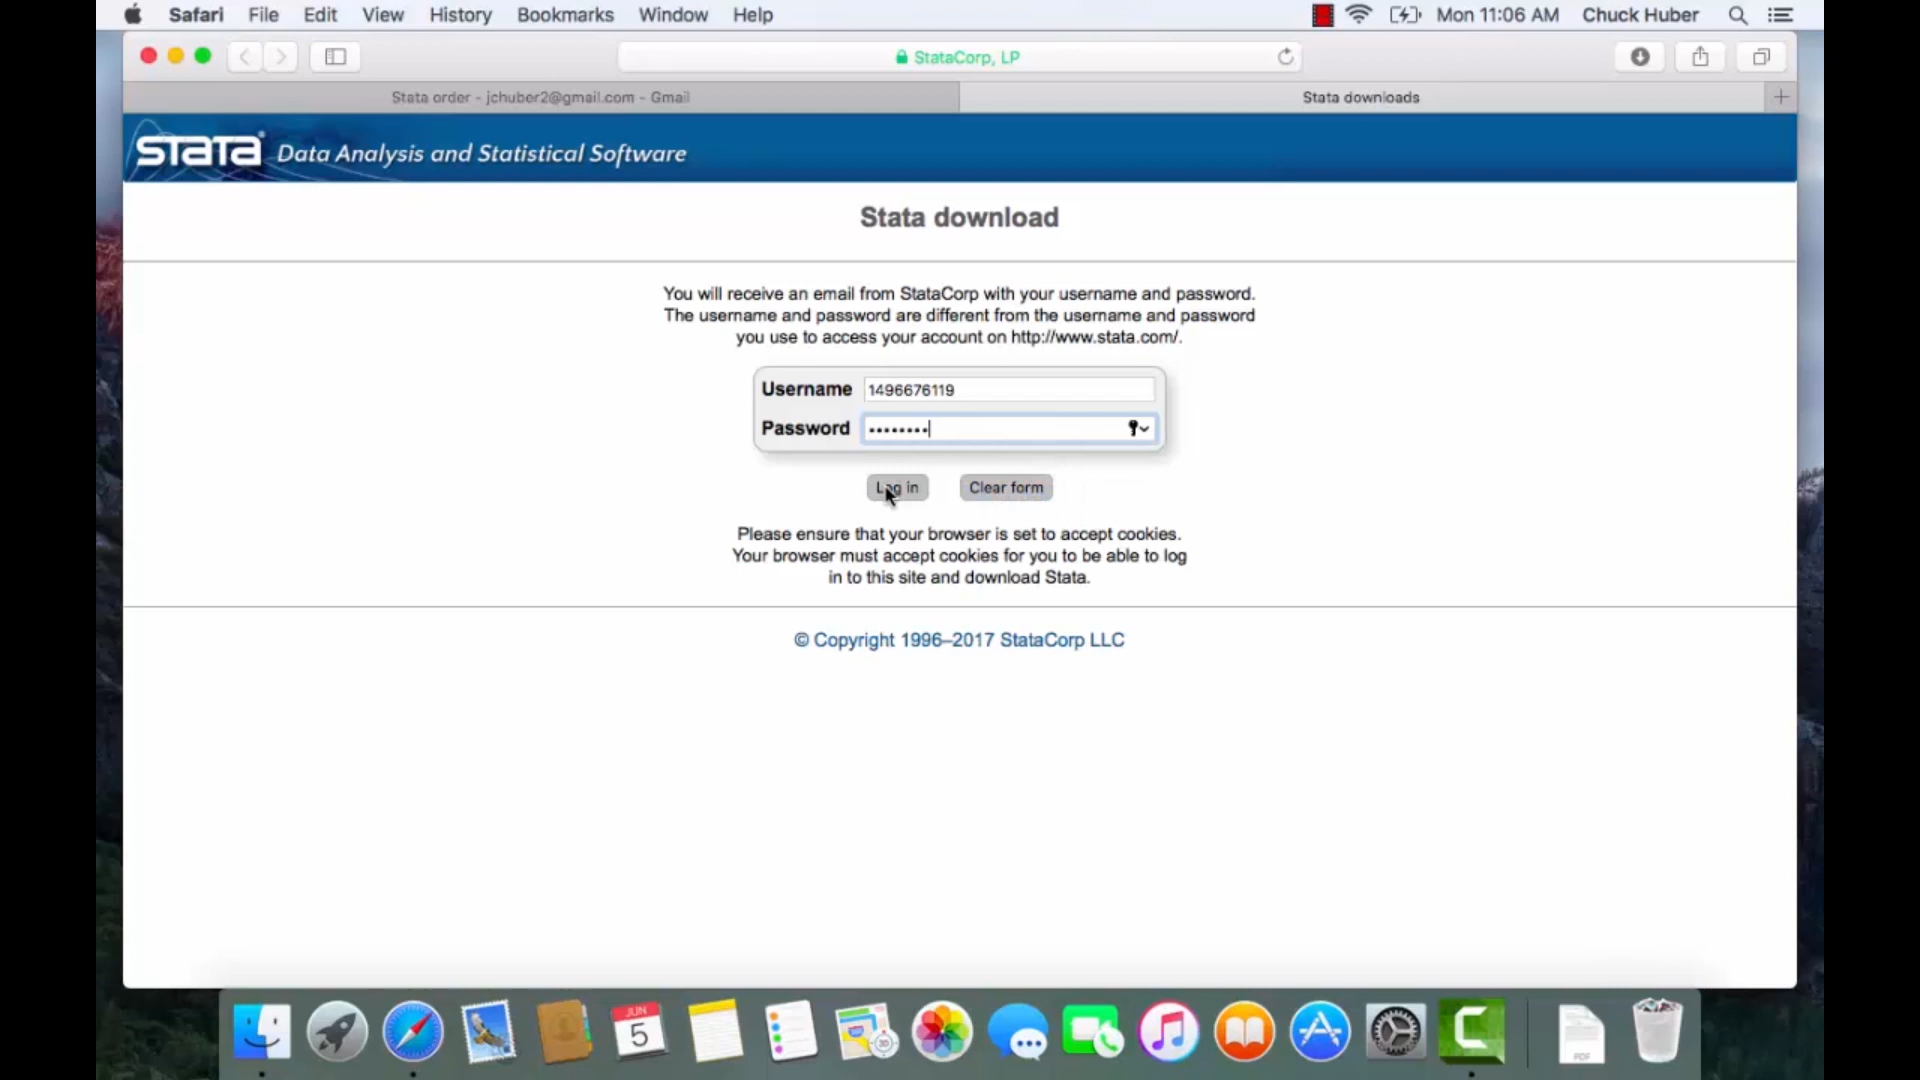 Safari File Edit View History Bookmarks Window Help Mon 11:06 AM Chuck Huber
StataCorp, LP
Stata order - jchuber2@gmail.com - Gmail
Stata downloads
stata Data Analysis and Statistical Software
Stata download
You will receive an email from StataCorp with your username and password.
The username and password are different from the username and password
you use to access your account on http://www.stata.com/.
Username 1496676119
Password ••••••••
Log in Clear form
Please ensure that your browser is set to accept cookies.
Your browser must accept cookies for you to be able to log
in to this site and download Stata.
© Copyright 1996–2017 StataCorp LLC
JUN
5
3D
PDF